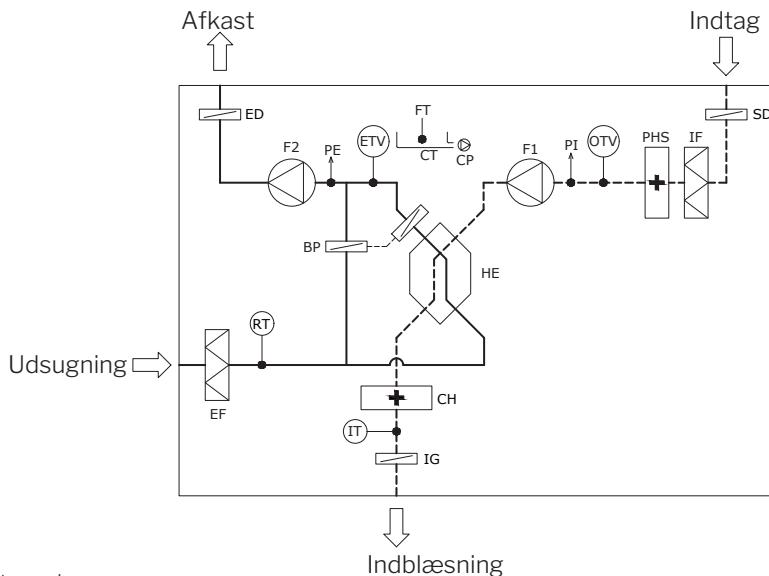 Afkast
Indtag
ED
SD
FT
F2
PE
ETV
CT
CP
F1
PI
OTV
PHS
IF
BP
HE
RT
Udsugning
EF
CH
IT
IG
Indblæsning